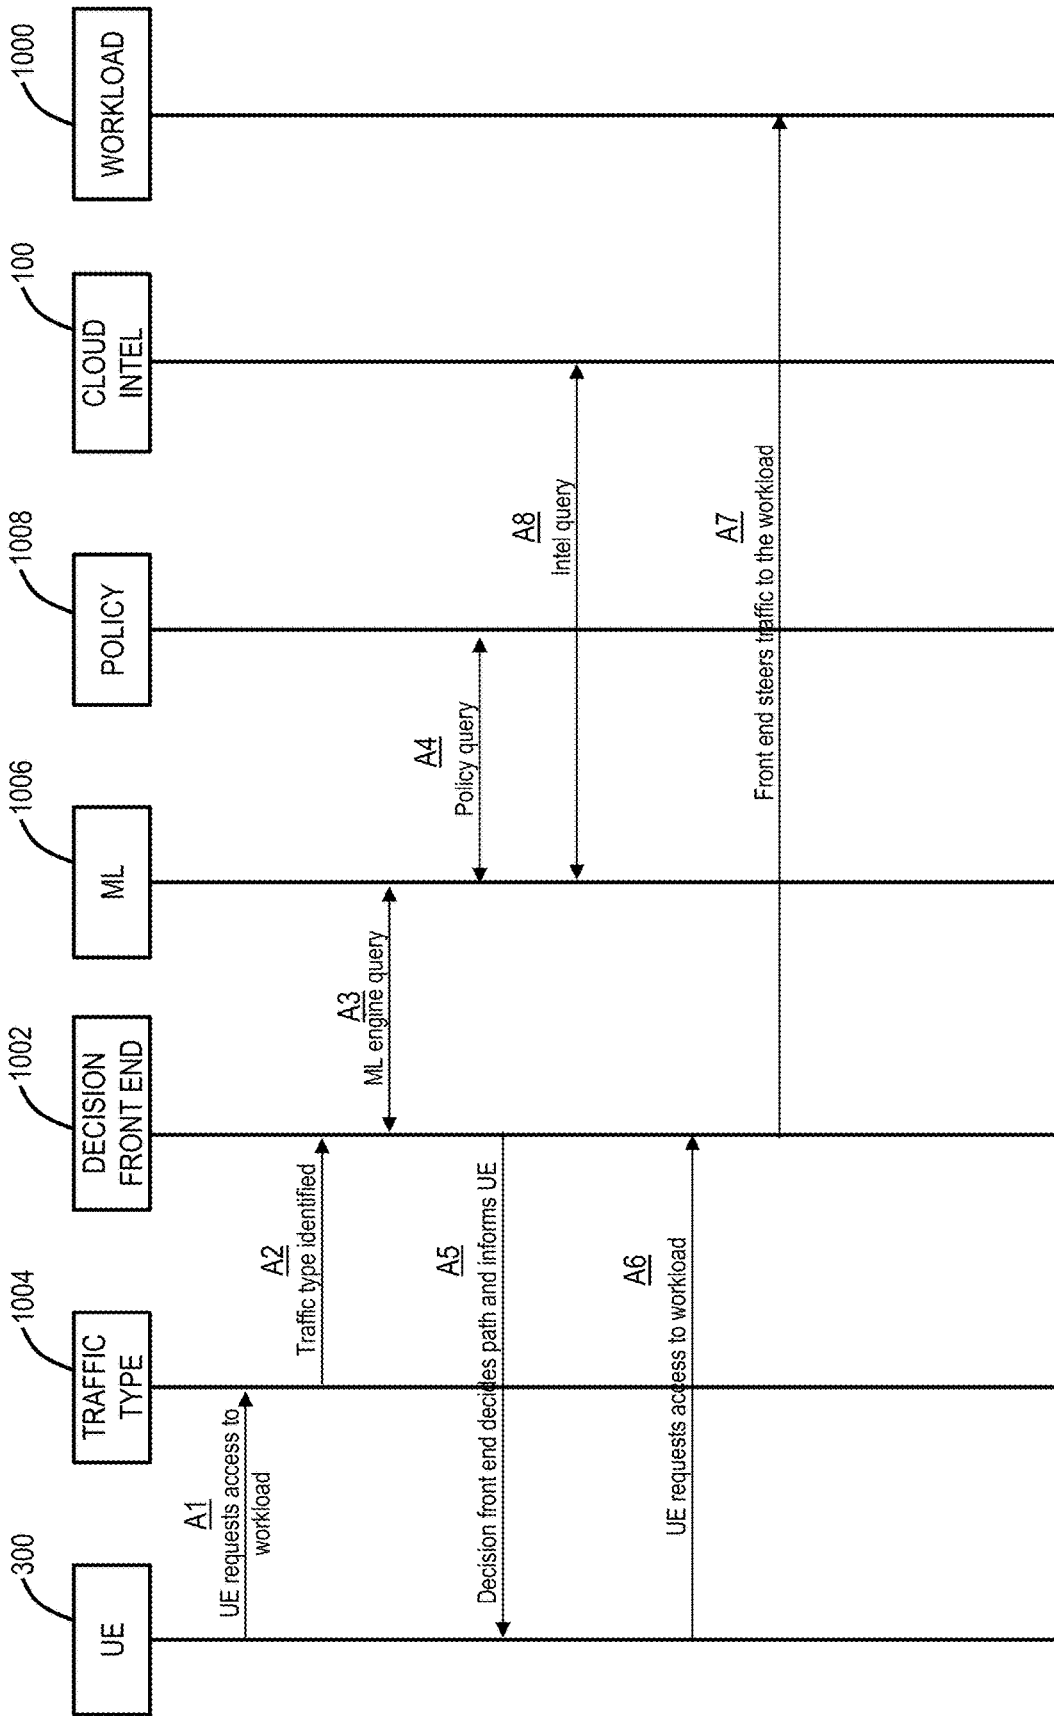 300
1004
1002
1006
1008
100
1000
UE
TRAFFIC
TYPE
DECISION
FRONT END
ML
POLICY
CLOUD
INTEL
WORKLOAD
A1
UE requests access to
workload
A2
Traffic type identified
A3
ML engine query
A4
Policy query
A5
Decision front end decides path and informs UE
A8
Intel query
A6
UE requests access to workload
A7
Front end steers traffic to the workload